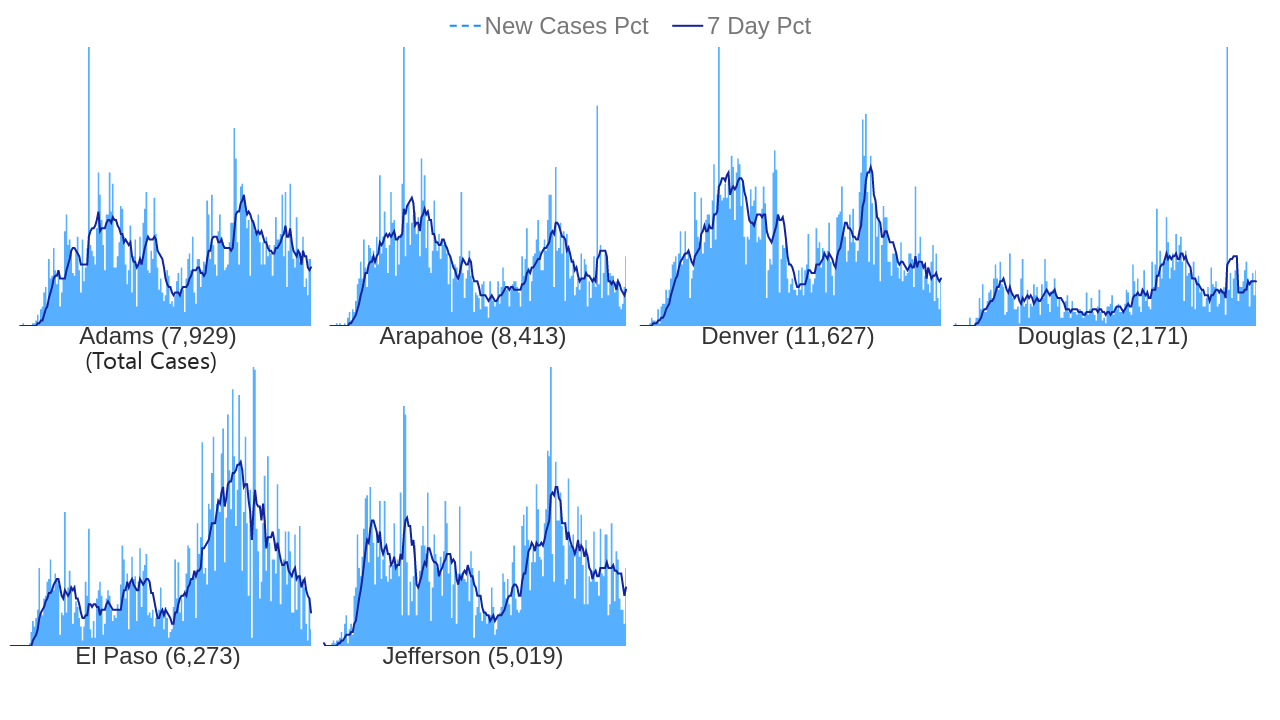 New Cases Pct 7 Day Pct
Adams (7,929) Arapahoe (8,413) Denver (11,627) Douglas (2,171)
(Total Cases)
El Paso (6,273) Jefferson (5,019)